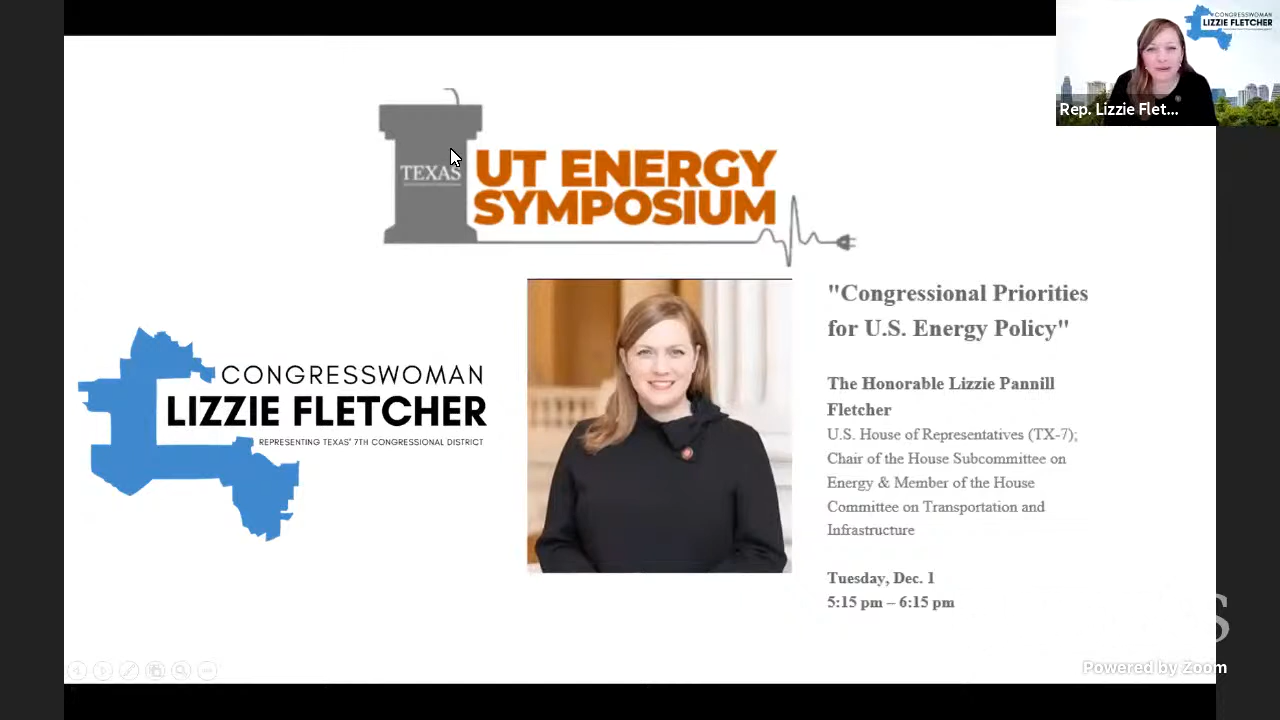 CONGRESSWOMAN
LIZZIE FLETCHER
Rep. Lizzie Flet...
TEXAS
UT ENERGY
SYMPOSIUM
"Congressional Priorities
for U.S. Energy Policy"
CONGRESSWOMAN
LIZZIE FLETCHER
REPRESENTING TEXAS' 7TH CONGRESSIONAL DISTRICT
The Honorable Lizzie Pannill
Fletcher
U.S. House of Representatives (TX-7);
Chair of the House Subcommittee on
Energy & Member of the House
Committee on Transportation and
Infrastructure
Tuesday, Dec. 1
5:15 pm – 6:15 pm
Powered by Zoom